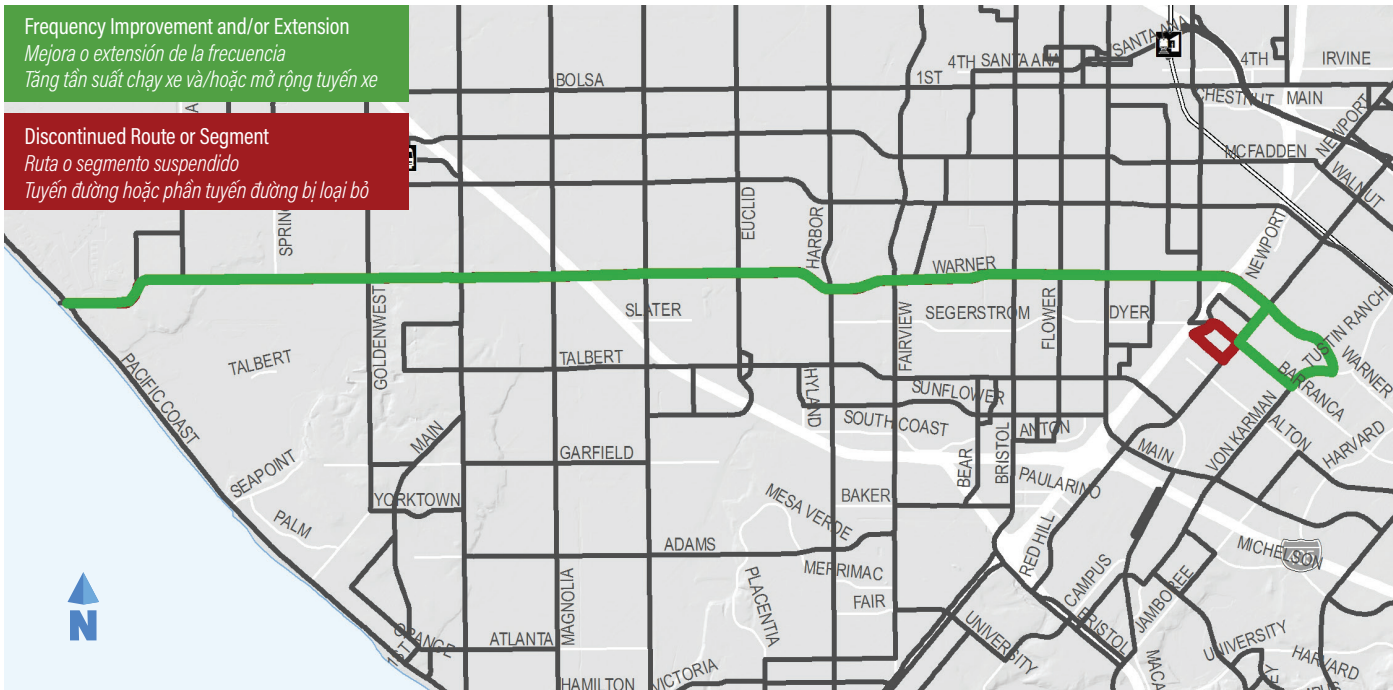 Frequency Improvement and/or Extension
Mejora o extensión de la frecuencia
Tăng tần suất chạy xe và/hoặc mở rộng tuyến xe
Discontinued Route or Segment
Ruta o segmento suspendido
Tuyến đường hoặc phần tuyến đường bị loại bỏ
SANTA ANA
4TH
SANTA ANA
4TH
IRVINE
BOLSA
1ST
CHESTNUT
MAIN
NEWPORT
MCFADDEN
WALNUT
SPRING
EUCLID
HARBOR
WARNER
NEWPORT
SLATER
SEGERSTROM
DYER
FAIRVIEW
FLOWER
TUSTIN RANCH
WARNER
BARRANCA
TALBERT
GOLDENWEST
TALBERT
HYLAND
SUNFLOWER
SOUTH COAST
ANTON
BEAR
BRISTOL
VON KARMAN
ALTON
HARVARD
PACIFIC COAST
MAIN
GARFIELD
MAIN
SEAPOINT
YORKTOWN
PALM
MESA VERDE
BAKER
PAULARINO
RED HILL
ADAMS
MERRIMAC
FAIR
MICHELSON
CAMPUS
JAMBOREE
BRISTOL
N
ORANGE
1ST
ATLANTA
MAGNOLIA
PLACENTIA
UNIVERSITY
UNIVERSITY
HARVARD
HAMILTON
VICTORIA